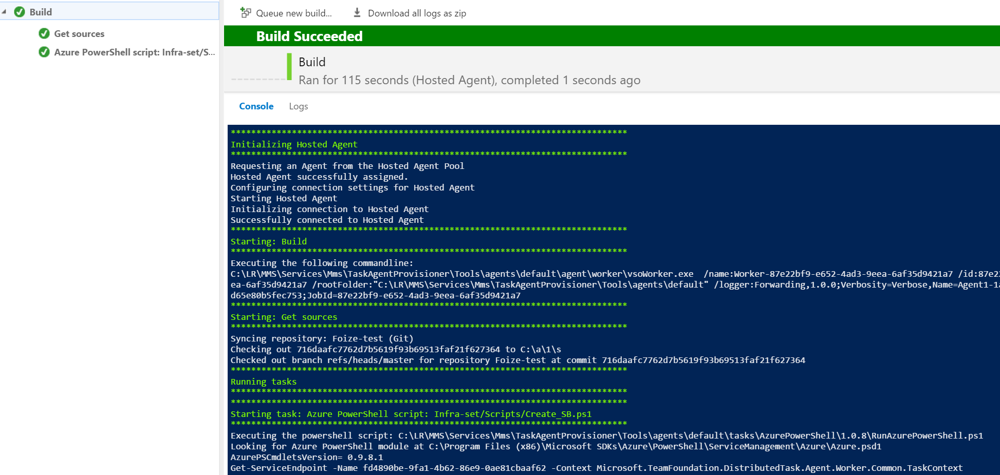 Build
Get sources
Azure PowerShell script: Infra-set/S...
Queue new build...
Download all logs as zip
Build Succeeded
Build
Ran for 115 seconds (Hosted Agent), completed 1 seconds ago
Console Logs
******************************************************************************
Initializing Hosted Agent
******************************************************************************
Requesting an Agent from the Hosted Agent Pool
Hosted Agent successfully assigned.
Configuring connection settings for Hosted Agent
Starting Hosted Agent
Initializing connection to Hosted Agent
Successfully connected to Hosted Agent
******************************************************************************
Starting: Build
******************************************************************************
Executing the following commandline:
C:\LR\MMS\Services\Mms\TaskAgentProvisioner\Tools\agents\default\agent\worker\vsoWorker.exe  /name:Worker-87e22bf9-e652-4ad3-9eea-6af35d9421a7 /id:87e22
ea-6af35d9421a7 /rootFolder:"C:\LR\MMS\Services\Mms\TaskAgentProvisioner\Tools\agents\default" /logger:Forwarding,1.0.0;Verbosity=Verbose,Name=Agent1-1a
d65e80b5fec753;JobId=87e22bf9-e652-4ad3-9eea-6af35d9421a7
******************************************************************************
Starting: Get sources
******************************************************************************
Syncing repository: Foize-test (Git)
Checking out 716daafc7762d7b5619f93b69513faf21f627364 to C:\a\1\s
Checked out branch refs/heads/master for repository Foize-test at commit 716daafc7762d7b5619f93b69513faf21f627364
******************************************************************************
Running tasks
******************************************************************************
******************************************************************************
Starting task: Azure PowerShell script: Infra-set/Scripts/Create_SB.ps1
******************************************************************************
Executing the powershell script: C:\LR\MMS\Services\Mms\TaskAgentProvisioner\Tools\agents\default\tasks\AzurePowerShell\1.0.8\RunAzurePowerShell.ps1
Looking for Azure PowerShell module at C:\Program Files (x86)\Microsoft SDKs\Azure\PowerShell\ServiceManagement\Azure\Azure.psd1
AzurePSCmdletsVersion= 0.9.8.1
Get-ServiceEndpoint -Name fd4890be-9fa1-4b62-86e9-0ae81cbaaf62 -Context Microsoft.TeamFoundation.DistributedTask.Agent.Worker.Common.TaskContext